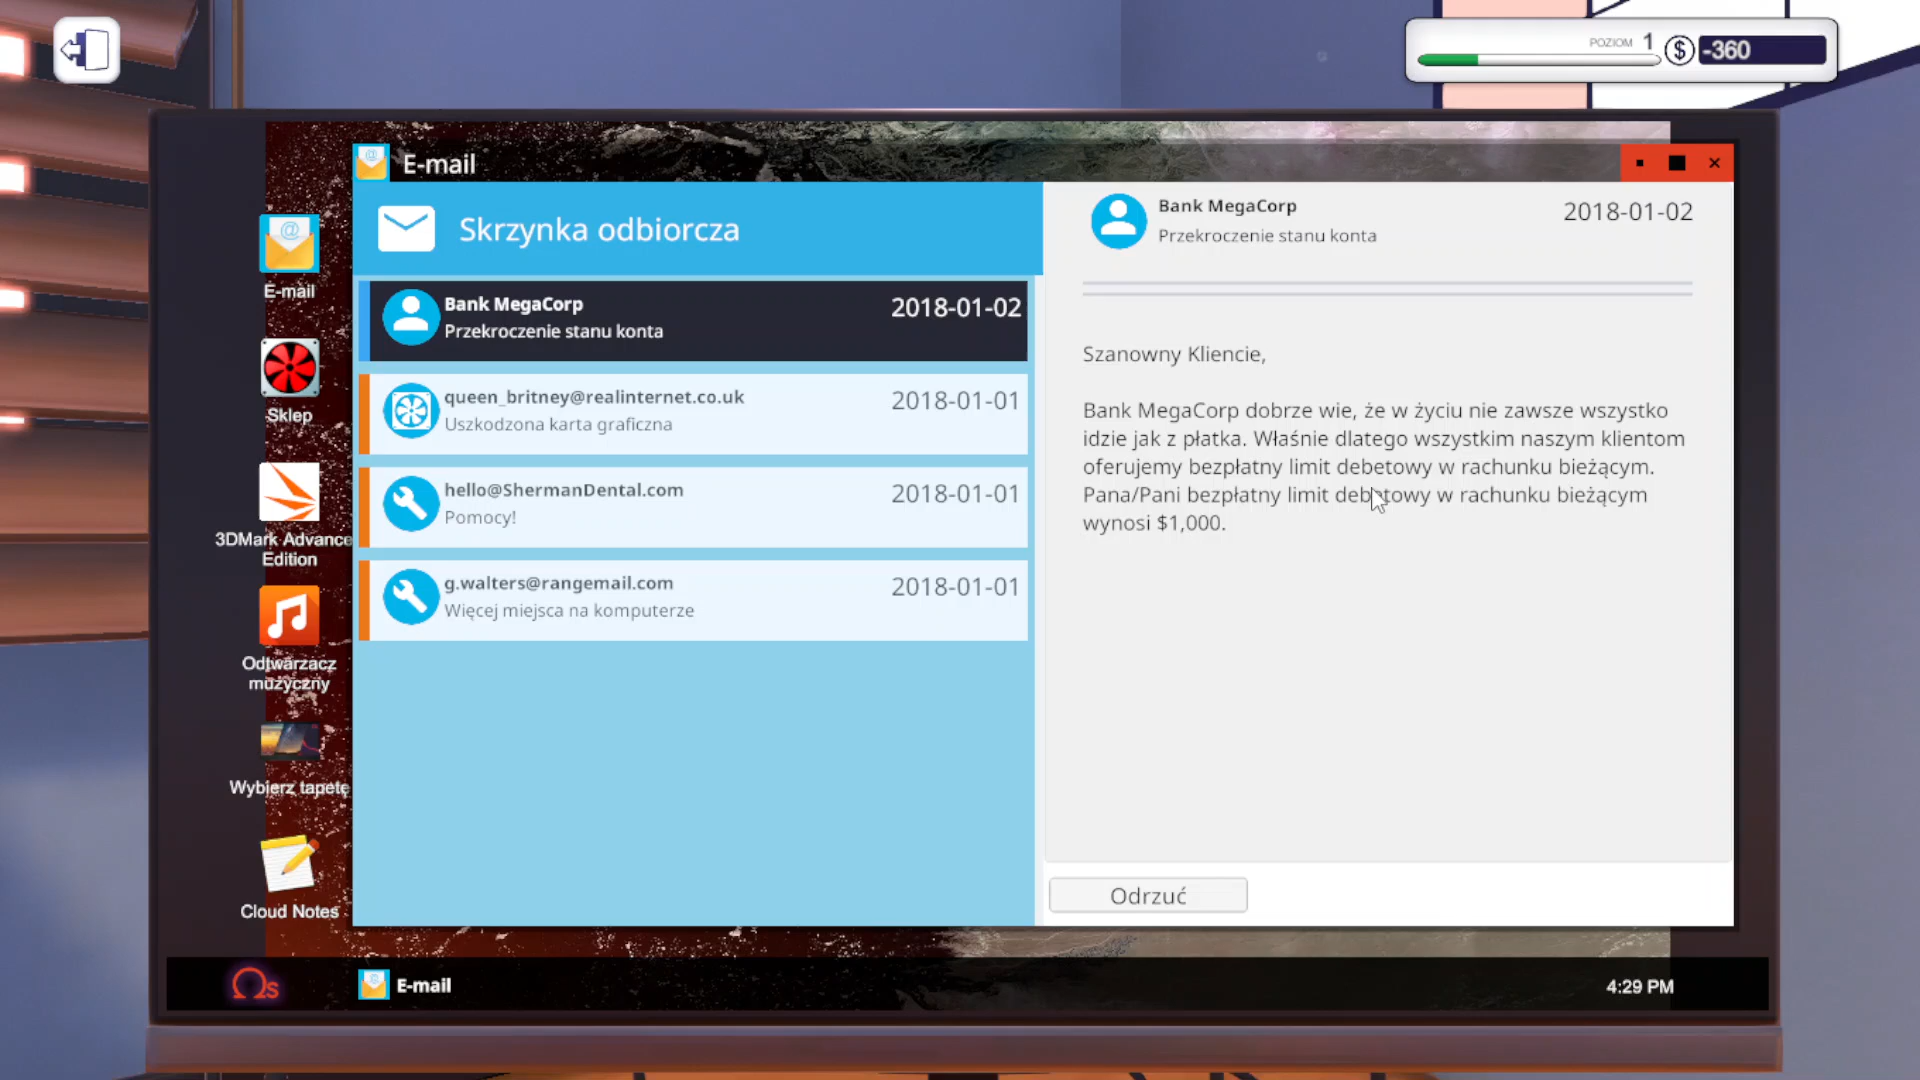 POZIOM 1
-360
E-mail
Skrzynka odbiorcza
Bank MegaCorp
Przekroczenie stanu konta
2018-01-02
queen_britney@realinternet.co.uk
Uszkodzona karta graficzna
2018-01-01
hello@ShermanDental.com
Pomocy!
2018-01-01
g.walters@rangemail.com
Więcej miejsca na komputerze
2018-01-01
Bank MegaCorp
Przekroczenie stanu konta
2018-01-02
Szanowny Kliencie,
Bank MegaCorp dobrze wie, że w życiu nie zawsze wszystko
idzie jak z płatka. Właśnie dlatego wszystkim naszym klientom
oferujemy bezpłatny limit debetowy w rachunku bieżącym.
Pana/Pani bezpłatny limit debetowy w rachunku bieżącym
wynosi $1,000.
Odrzuć
E-mail
Sklep
3DMark Advance
Edition
Odtwarzacz
muzyczny
Wybierz tapetę
Cloud Notes
Ωs
E-mail
4:29 PM